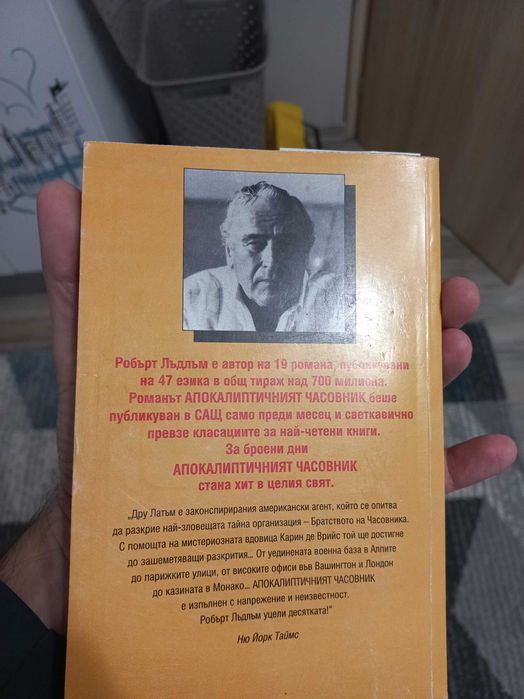 Робърт Лъдлъм е автор на 19 романа, публикувани
на 47 езика в общ тираж над 700 милиона.
Романът АПОКАЛИПТИЧНИЯТ ЧАСОВНИК беше
публикуван в САЩ само преди месец и светкавично
превзе класациите за най-четени книги.
За броени дни
АПОКАЛИПТИЧНИЯТ ЧАСОВНИК
стана хит в целия свят.
„Дру Латъм е законспирирания американски агент, който се опитва
да разкрие най-зловещата тайна организация – Братството на Часовника.
С помощта на мистериозната вдовица Карин де Врийс той ще достигне
до зашеметяващи разкрития... От уединената военна база в Алпите
до парижките улици, от високите офиси във Вашингтон и Лондон
до казината в Монако... АПОКАЛИПТИЧНИЯТ ЧАСОВНИК
е изпълнен с напрежение и неизвестност.
Робърт Лъдлъм уцели десятката!“
Ню Йорк Таймс